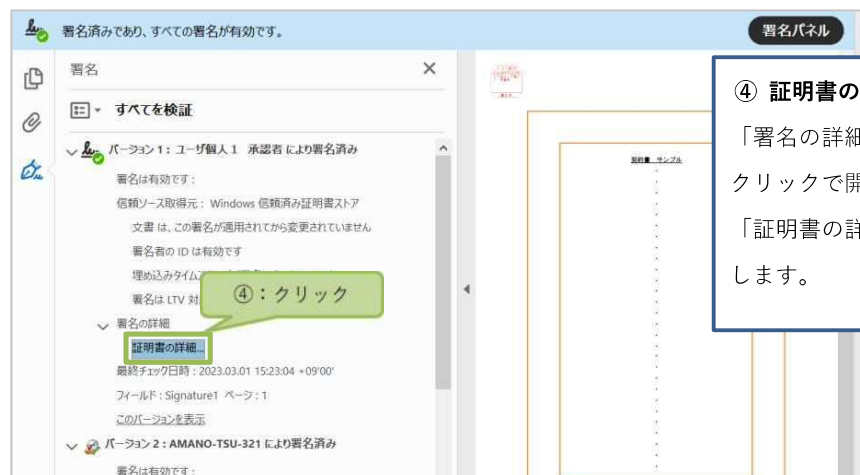 署名済みであり、すべての署名が有効です。
署名パネル
署名
すべてを検証
バージョン 1 : ユーザ個人 1 承認者 により署名済み
署名は有効です :
信頼ソース取得元 : Windows 信頼済み証明書ストア
文書 は、この署名が適用されてから変更されていません
署名者の ID は有効です
埋め込みタイム
署名は LTV 対
④：クリック
署名の詳細
証明書の詳細...
最終チェック日時 : 2023.03.01 15:23:04 +09'00'
フィールド : Signature1 ページ : 1
このバージョンを表示
バージョン 2 : AMANO-TSU-321 により署名済み
署名は有効です :
契約書 サンプル
④ 証明書の
「署名の詳細
クリックで開
「証明書の詳
します。